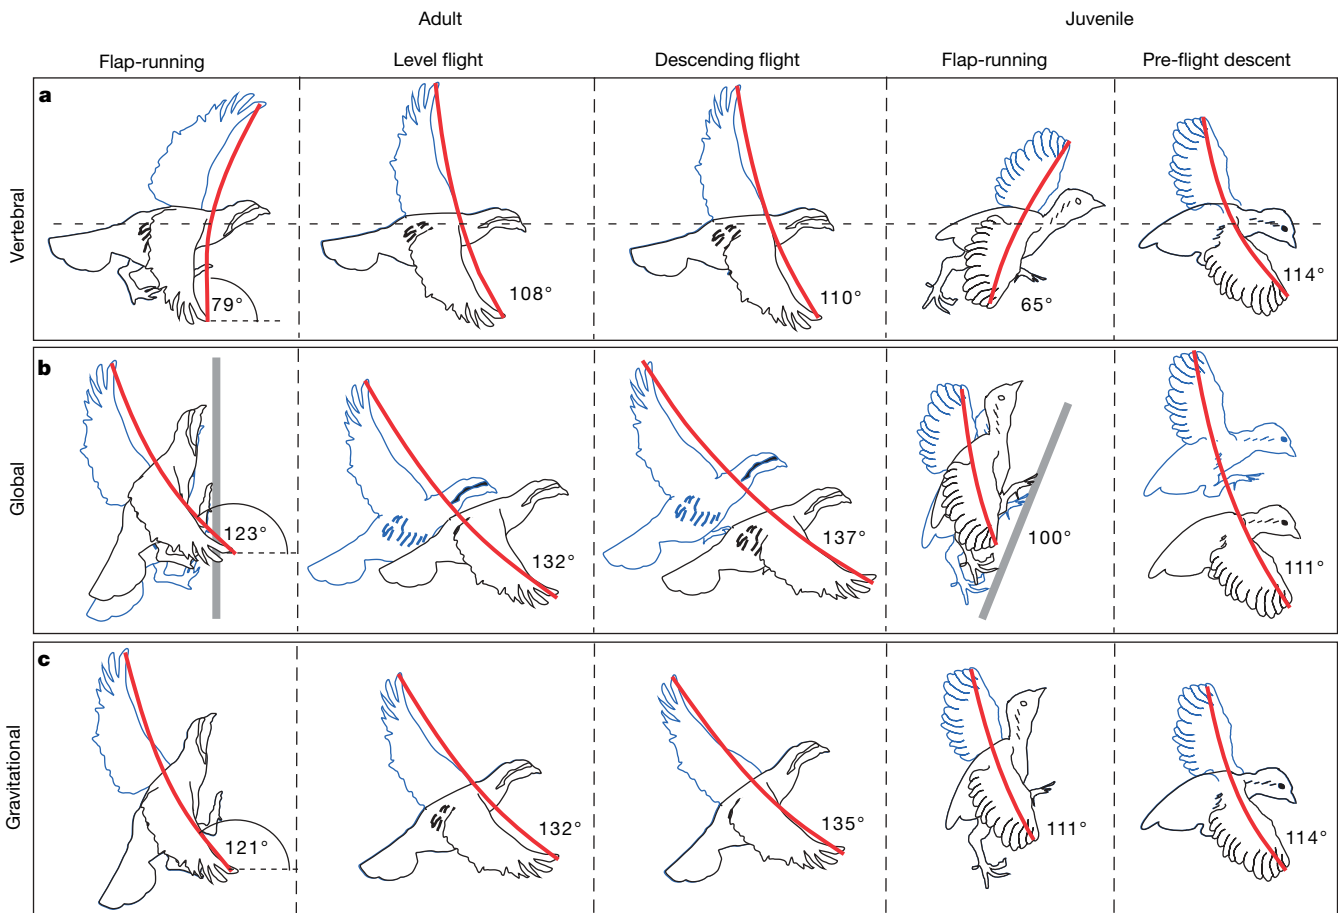 Adult Juvenile
Flap-running Level flight Descending flight Flap-running Pre-flight descent
a
Vertebral
79° 108° 110° 65° 114°
b
Global
123° 132° 137° 100° 111°
c
Gravitational
121° 132° 135° 111° 114°